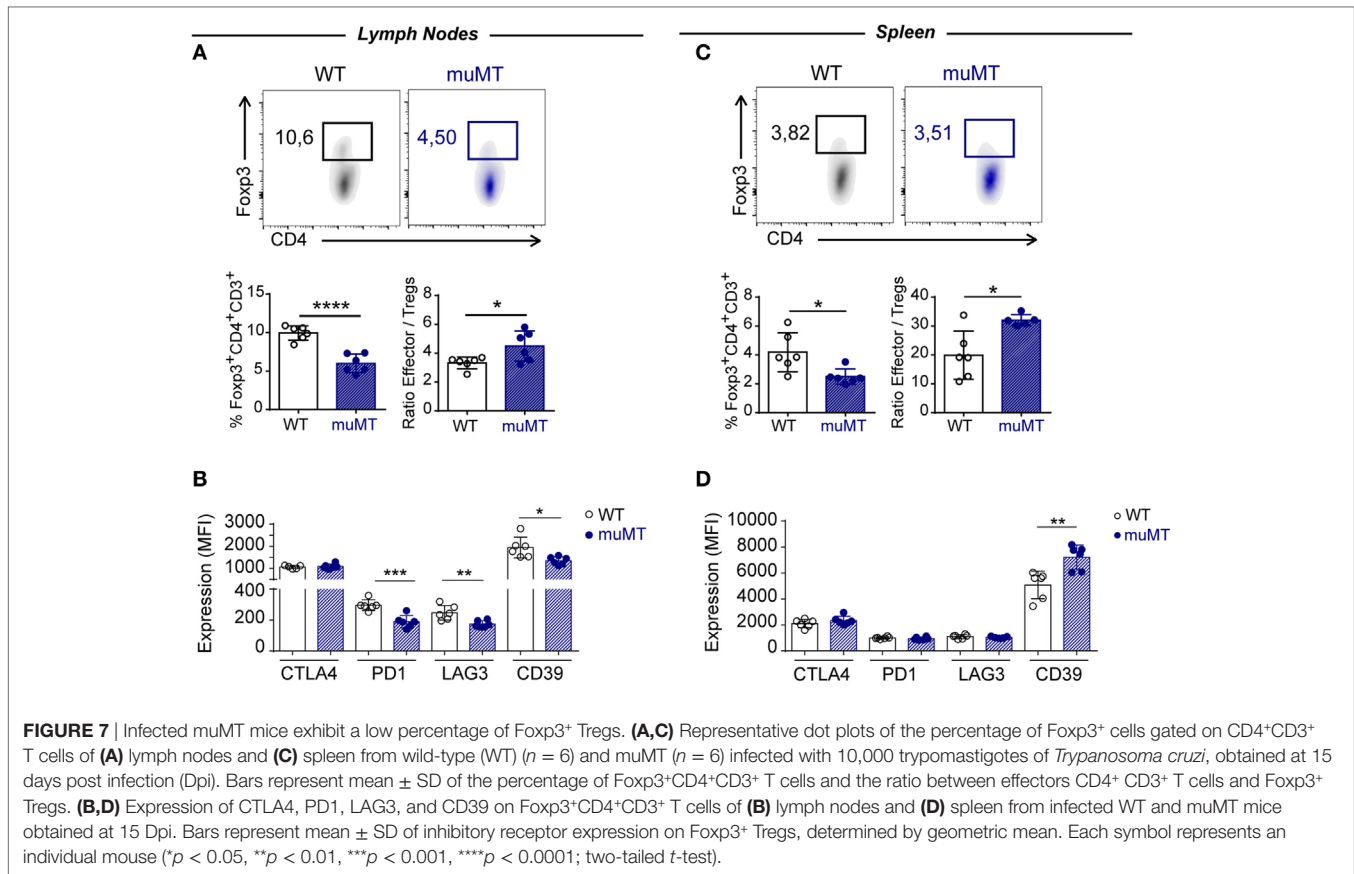 Lymph Nodes
A
WT
muMT
10,6
4,50
Foxp3
CD4
% Foxp3⁺CD4⁺CD3⁺
15
10
5
0
****
WT
muMT
Ratio Effector / Tregs
8
6
4
2
0
*
WT
muMT
Spleen
C
WT
muMT
3,82
3,51
Foxp3
CD4
% Foxp3⁺CD4⁺CD3⁺
8
6
4
2
0
*
WT
muMT
Ratio Effector / Tregs
40
30
20
10
0
*
WT
muMT
B
Expression (MFI)
3000
2000
1000
400
200
0
***
**
*
WT
muMT
CTLA4
PD1
LAG3
CD39
D
Expression (MFI)
10000
8000
6000
4000
2000
0
**
WT
muMT
CTLA4
PD1
LAG3
CD39
FIGURE 7 | Infected muMT mice exhibit a low percentage of Foxp3⁺ Tregs. (A,C) Representative dot plots of the percentage of Foxp3⁺ cells gated on CD4⁺CD3⁺
T cells of (A) lymph nodes and (C) spleen from wild-type (WT) (n = 6) and muMT (n = 6) infected with 10,000 trypomastigotes of Trypanosoma cruzi, obtained at 15
days post infection (Dpi). Bars represent mean ± SD of the percentage of Foxp3⁺CD4⁺CD3⁺ T cells and the ratio between effectors CD4⁺ CD3⁺ T cells and Foxp3⁺
Tregs. (B,D) Expression of CTLA4, PD1, LAG3, and CD39 on Foxp3⁺CD4⁺CD3⁺ T cells of (B) lymph nodes and (D) spleen from infected WT and muMT mice
obtained at 15 Dpi. Bars represent mean ± SD of inhibitory receptor expression on Foxp3⁺ Tregs, determined by geometric mean. Each symbol represents an
individual mouse (*p < 0.05, **p < 0.01, ***p < 0.001, ****p < 0.0001; two-tailed t-test).